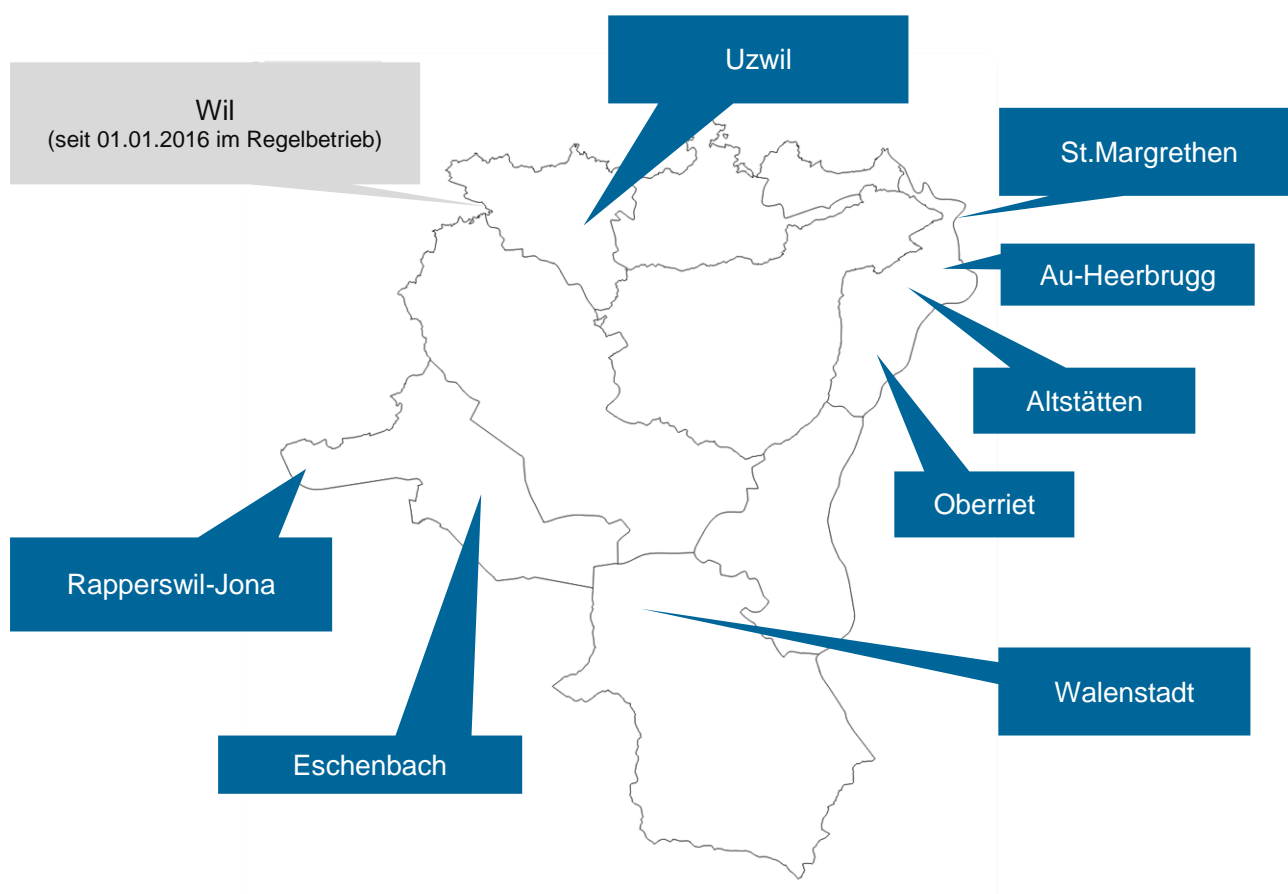 Uzwil
Wil
(seit 01.01.2016 im Regelbetrieb)
St.Margrethen
Au-Heerbrugg
Altstätten
Oberriet
Rapperswil-Jona
Walenstadt
Eschenbach